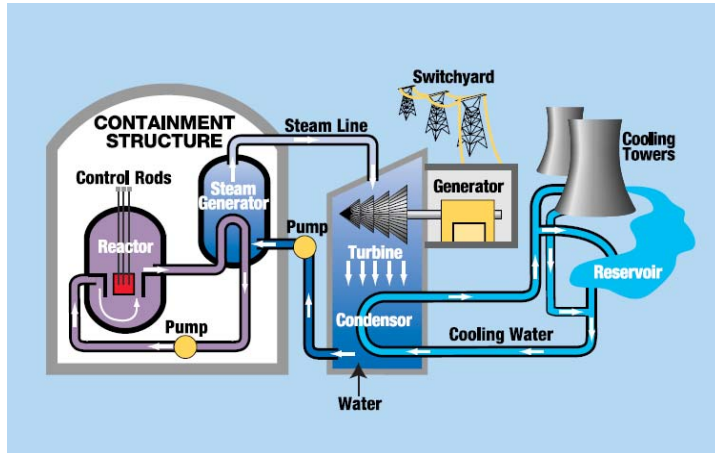 Switchyard
CONTAINMENT
STRUCTURE
Steam Line
Cooling
Towers
Control Rods
Steam
Generator
Generator
Pump
Reactor
Turbine
Reservoir
Condensor
Pump
Cooling Water
Water